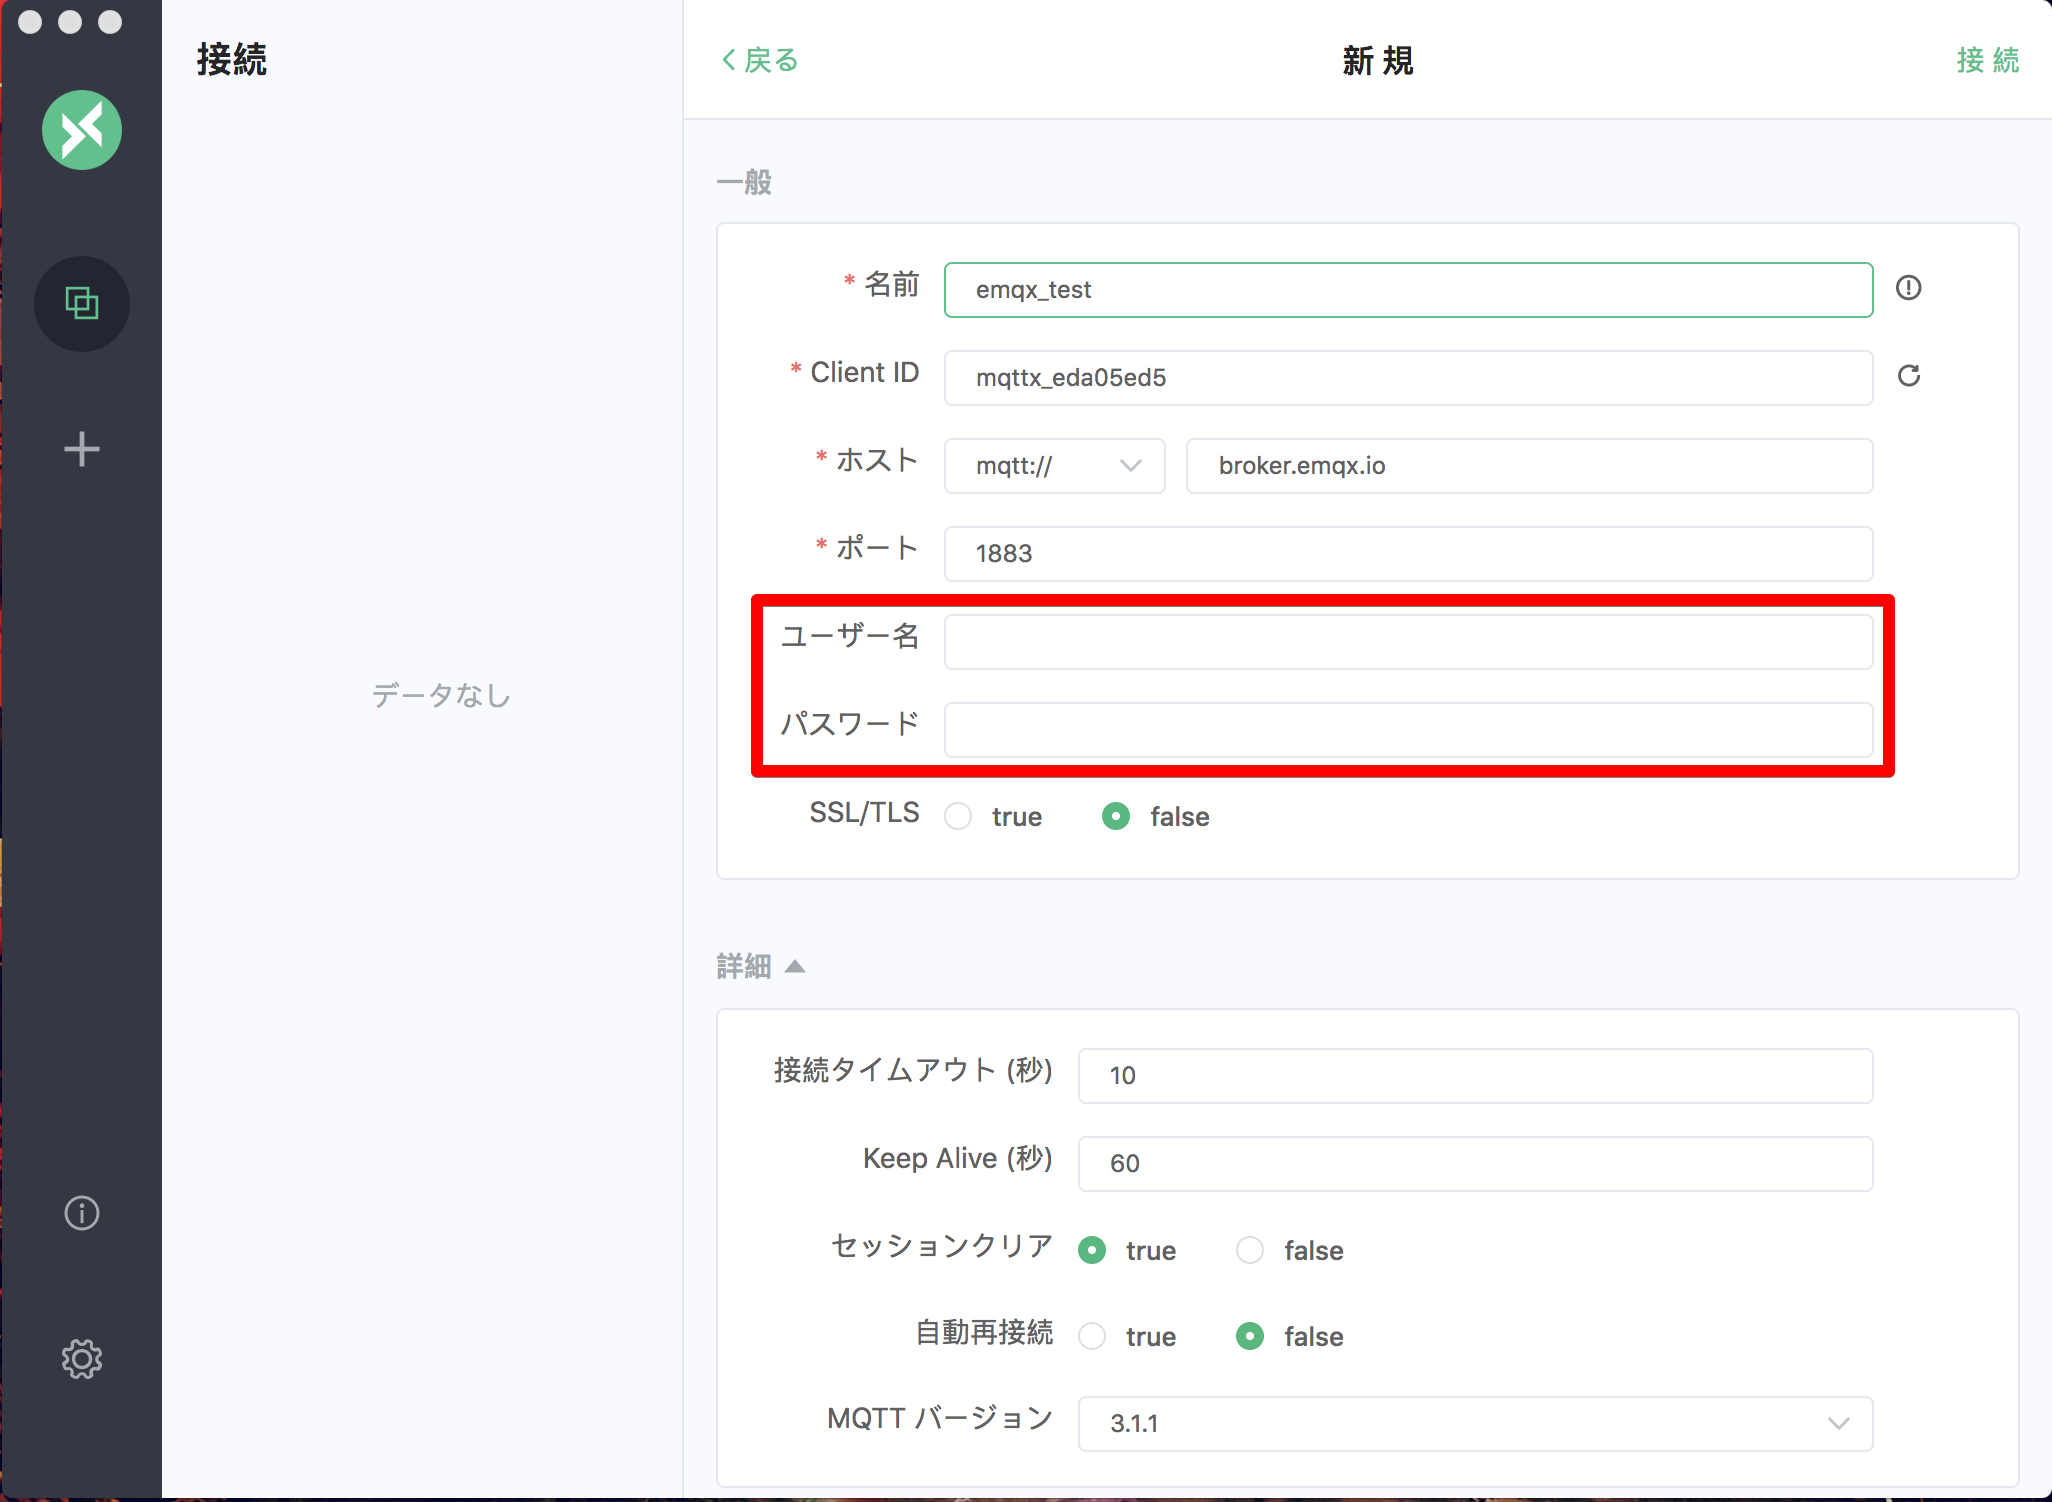 接続
戻る
新規
接続
一般
* 名前
emqx_test
* Client ID
mqttx_eda05ed5
* ホスト
mqtt://
broker.emqx.io
* ポート
1883
ユーザー名
データなし
パスワード
SSL/TLS
true
false
詳細
接続タイムアウト (秒)
10
Keep Alive (秒)
60
セッションクリア
true
false
自動再接続
true
false
MQTT バージョン
3.1.1